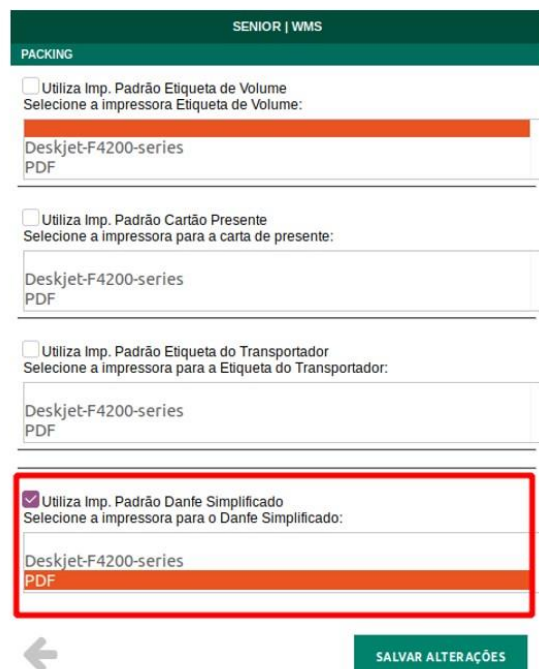 SENIOR | WMS
PACKING
Utiliza Imp. Padrão Etiqueta de Volume
Selecione a impressora Etiqueta de Volume:
Deskjet-F4200-series
PDF
Utiliza Imp. Padrão Cartão Presente
Selecione a impressora para a carta de presente:
Deskjet-F4200-series
PDF
Utiliza Imp. Padrão Etiqueta do Transportador
Selecione a impressora para a Etiqueta do Transportador:
Deskjet-F4200-series
PDF
Utiliza Imp. Padrão Danfe Simplificado
Selecione a impressora para o Danfe Simplificado:
Deskjet-F4200-series
PDF
SALVAR ALTERAÇÕES